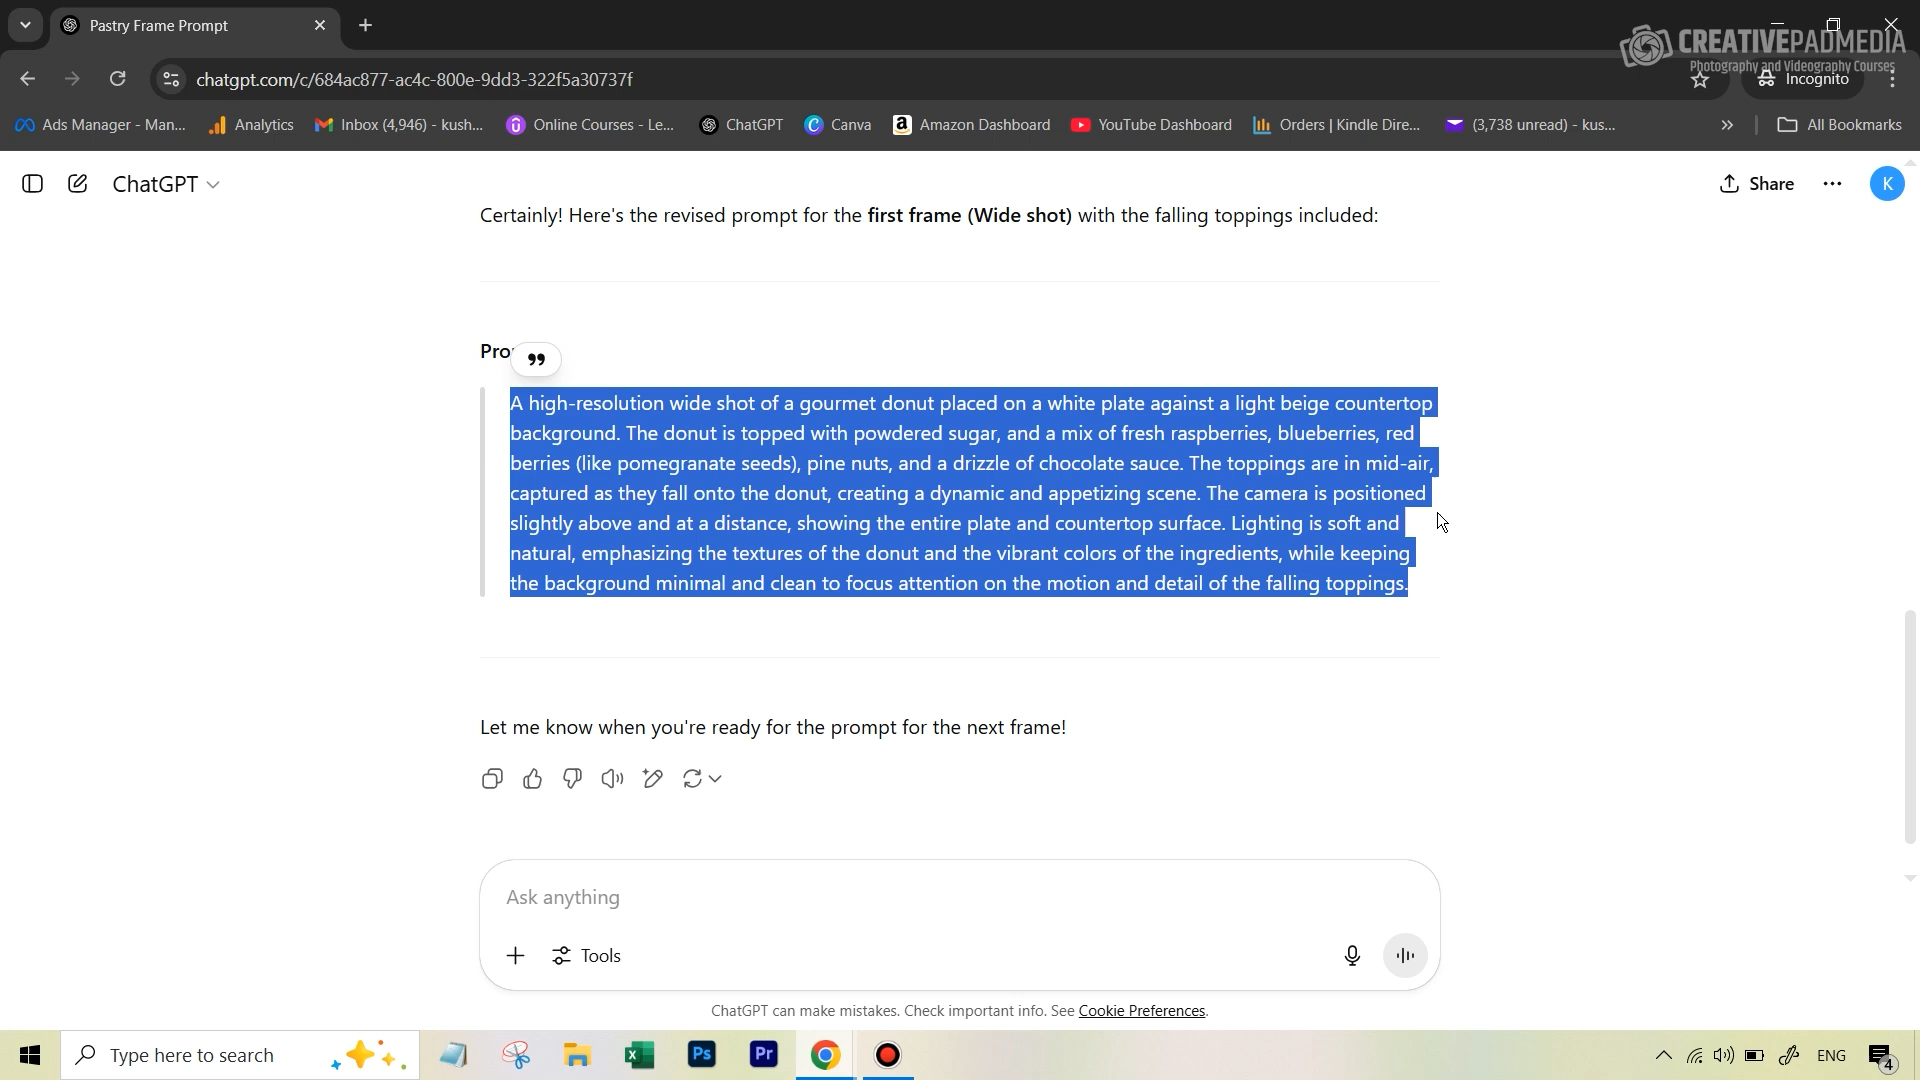 Pastry Frame Prompt
CREATIVEPADMEDIA
Photography and Videography Courses
chatgpt.com/c/684ac877-ac4c-800e-9dd3-322f5a30737f
Incognito
Ads Manager - Man...
Analytics
Inbox (4,946) - kush...
Online Courses - Le...
ChatGPT
Canva
Amazon Dashboard
YouTube Dashboard
Orders | Kindle Dire...
(3,738 unread) - kus...
All Bookmarks
ChatGPT
Share
K
Certainly! Here's the revised prompt for the first frame (Wide shot) with the falling toppings included:
Pro
A high-resolution wide shot of a gourmet donut placed on a white plate against a light beige countertop
background. The donut is topped with powdered sugar, and a mix of fresh raspberries, blueberries, red
berries (like pomegranate seeds), pine nuts, and a drizzle of chocolate sauce. The toppings are in mid-air,
captured as they fall onto the donut, creating a dynamic and appetizing scene. The camera is positioned
slightly above and at a distance, showing the entire plate and countertop surface. Lighting is soft and
natural, emphasizing the textures of the donut and the vibrant colors of the ingredients, while keeping
the background minimal and clean to focus attention on the motion and detail of the falling toppings.
Let me know when you're ready for the prompt for the next frame!
Ask anything
Tools
ChatGPT can make mistakes. Check important info. See Cookie Preferences.
Type here to search
Ps
Pr
ENG
4